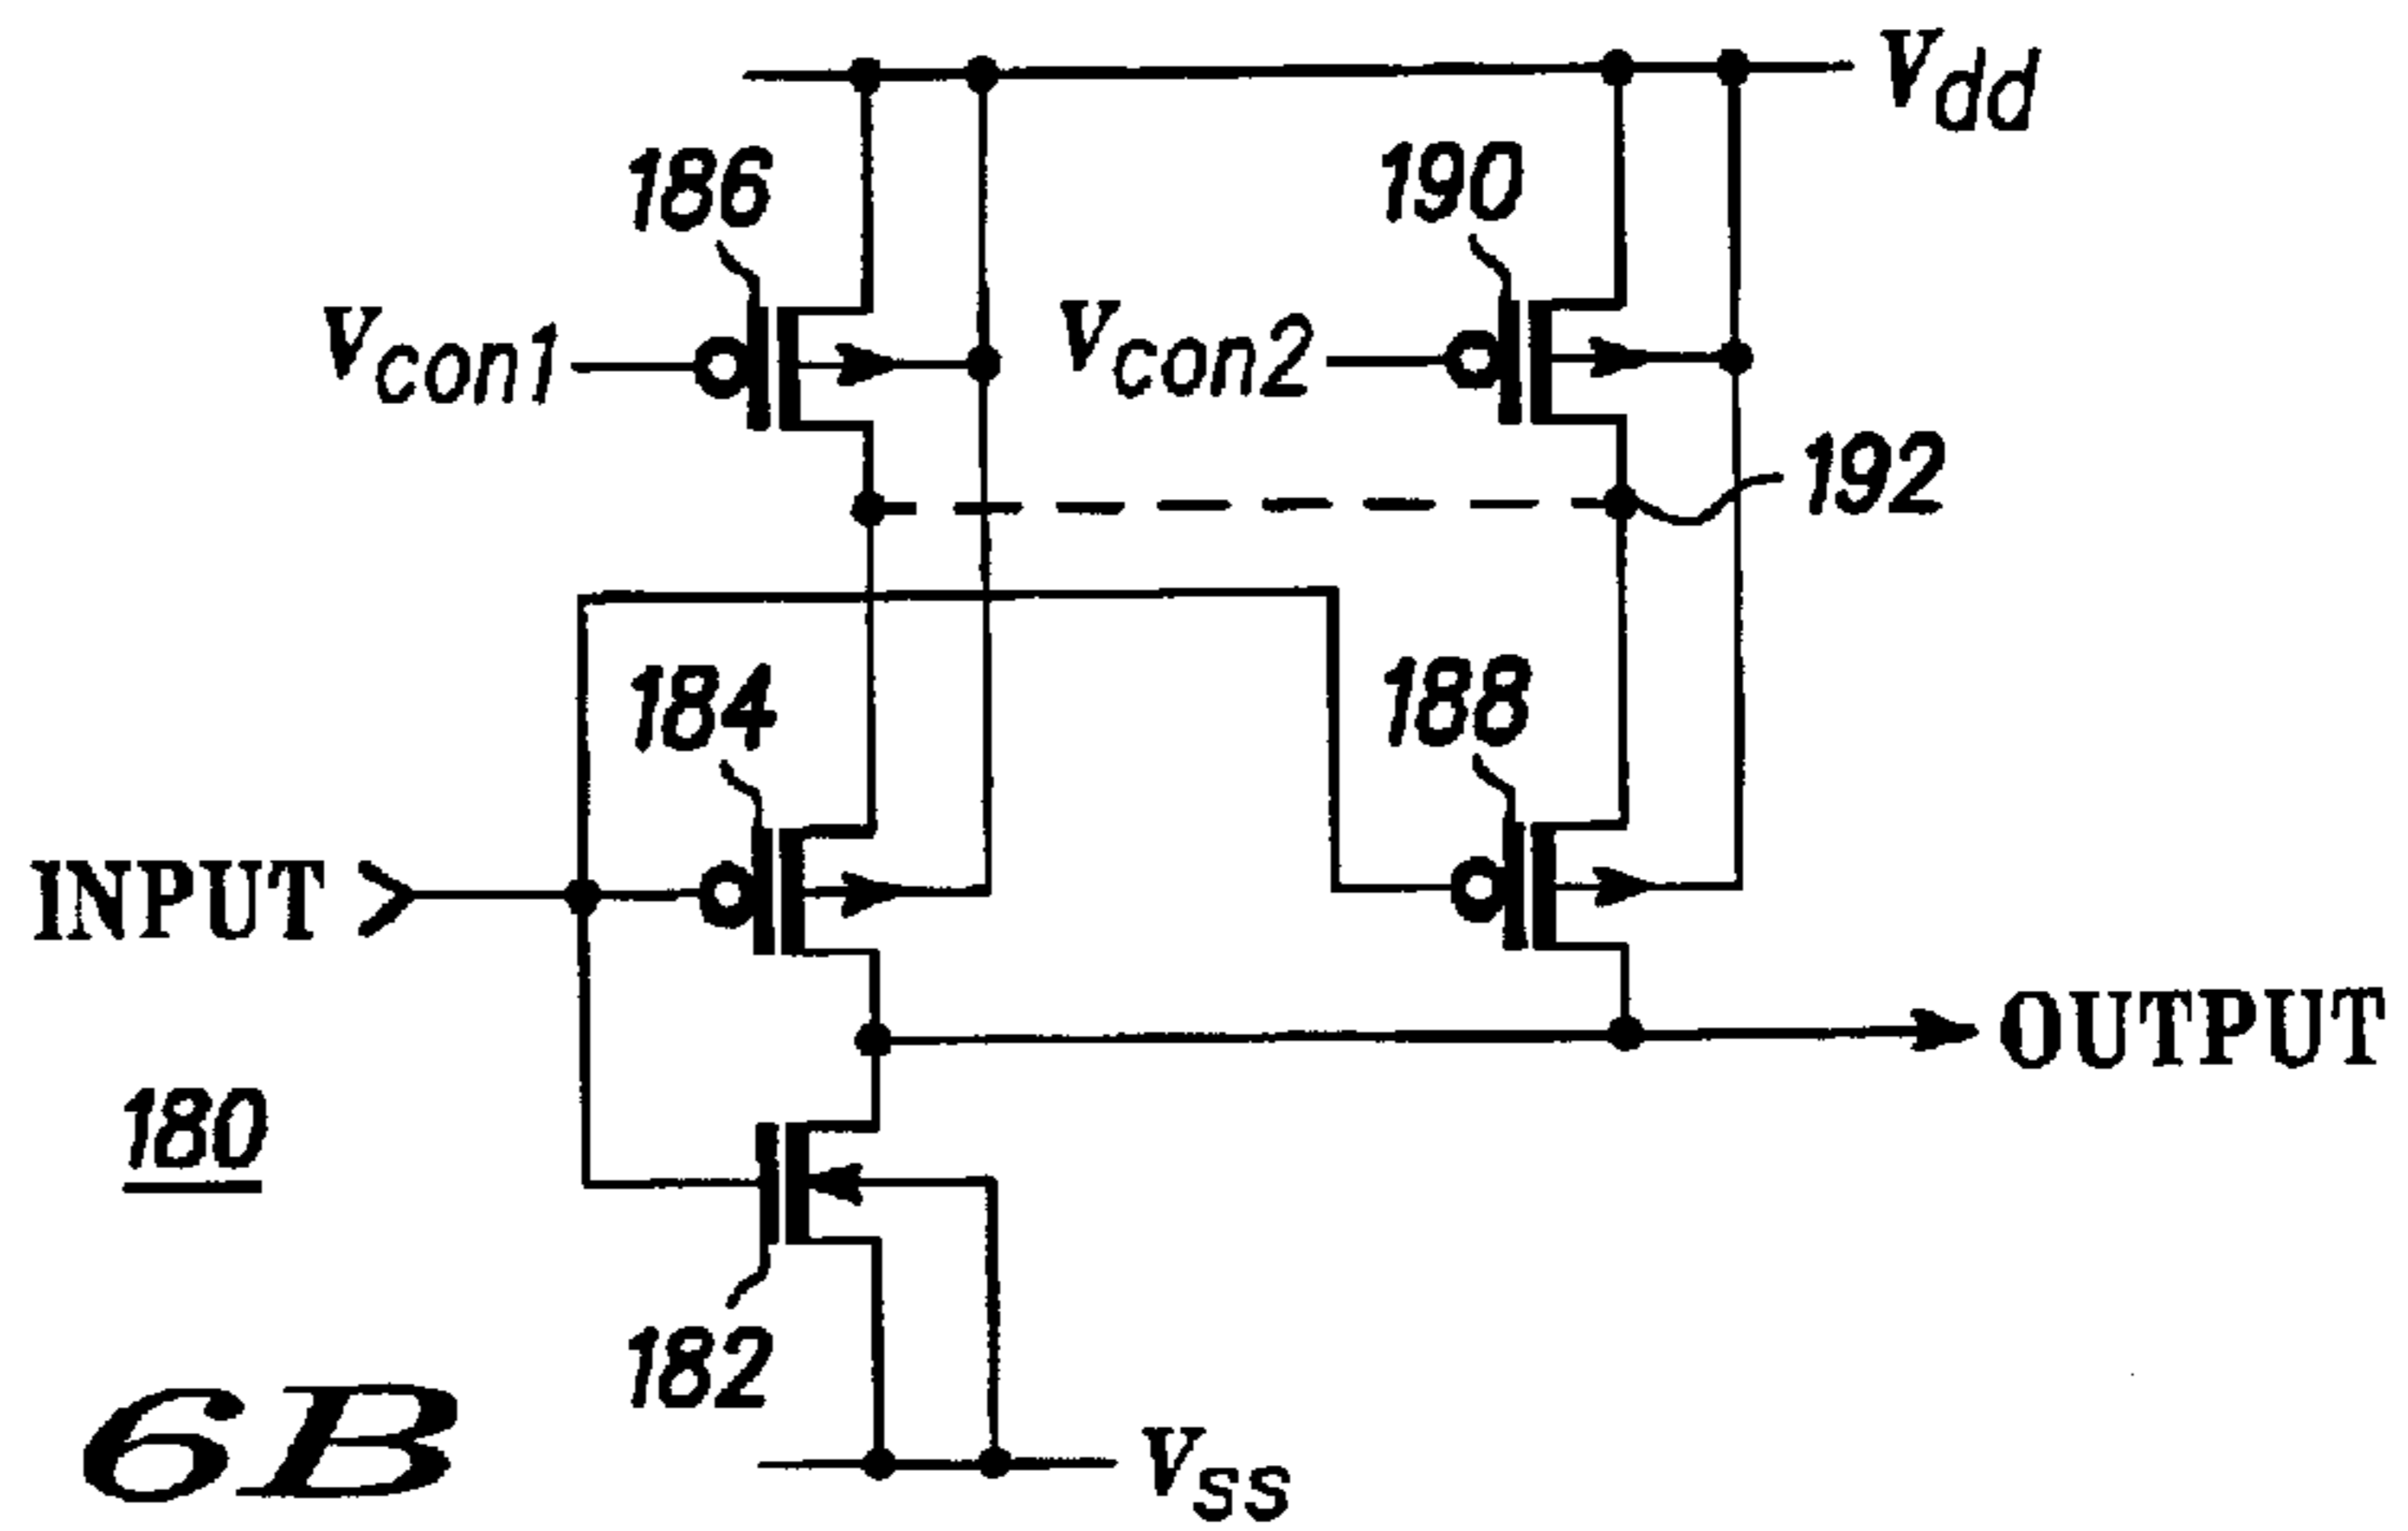 Vdd
186
190
Vcon1
Vcon2
192
184
188
INPUT
OUTPUT
180
182
6B
Vss